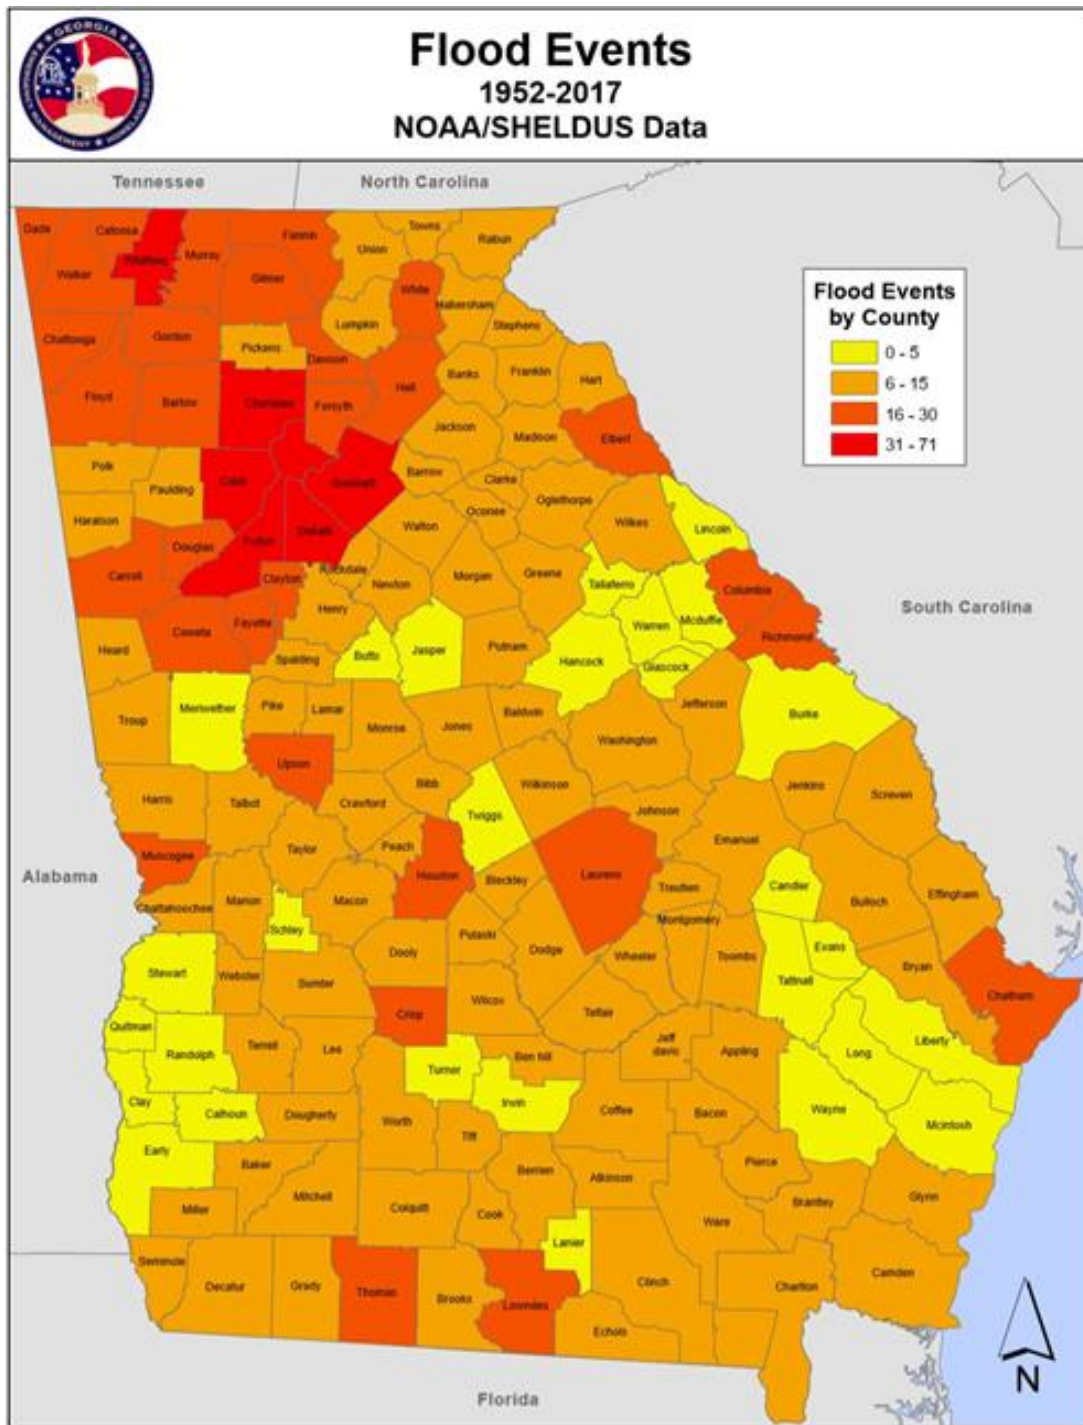 GEORGIA
Flood Events
1952-2017
NOAA/SHELDUS Data
Tennessee
North Carolina
Dade
Catoosa
Murray
Fannin
Union
Towns
Rabun
Walker
Gilmer
White
Habersham
Lumpkin
Stephens
Chattooga
Gordon
Pickens
Dawson
Hall
Banks
Franklin
Hart
Floyd
Bartow
Cherokee
Forsyth
Jackson
Madison
Elbert
Polk
Paulding
Cobb
Gwinnett
Barrow
Clarke
Oglethorpe
Haralson
Fulton
Dekalb
Walton
Oconee
Wilkes
Lincoln
Douglas
Carroll
Clayton
Rockdale
Newton
Morgan
Greene
Taliaferro
Columbia
Henry
Coweta
Fayette
Warren
Mcduffie
Richmond
Heard
Spalding
Butts
Jasper
Putnam
Hancock
Glascock
Troup
Meriwether
Pike
Lamar
Monroe
Jones
Baldwin
Washington
Jefferson
Burke
Upson
Bibb
Wilkinson
Jenkins
Screven
Harris
Talbot
Crawford
Twiggs
Johnson
Emanuel
Muscogee
Taylor
Peach
Houston
Bleckley
Laurens
Treutlen
Candler
Bulloch
Effingham
Chattahoochee
Marion
Macon
Schley
Dooly
Pulaski
Dodge
Montgomery
Wheeler
Toombs
Evans
Tattnall
Bryan
Chatham
Stewart
Webster
Sumter
Crisp
Wilcox
Telfair
Quitman
Randolph
Terrell
Lee
Turner
Ben hill
Jeff
davis
Appling
Long
Liberty
Clay
Calhoun
Dougherty
Worth
Irwin
Coffee
Bacon
Wayne
Mcintosh
Early
Baker
Tift
Berrien
Pierce
Miller
Mitchell
Colquitt
Cook
Atkinson
Ware
Brantley
Glynn
Seminole
Decatur
Grady
Thomas
Brooks
Lowndes
Lanier
Clinch
Echols
Charlton
Camden
Flood Events
by County
0 - 5
6 - 15
16 - 30
31 - 71
South Carolina
Alabama
Florida
N